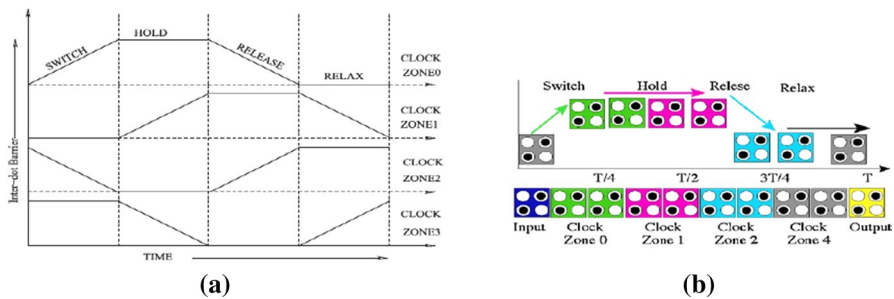 SWITCH
HOLD
RELEASE
RELAX
CLOCK
ZONE0
CLOCK
ZONE1
CLOCK
ZONE2
CLOCK
ZONE3
Inter-dot Barrier
TIME
(a)
Switch Hold Relese Relax
T/4 T/2 3T/4 T
Input Clock Clock Clock Clock Output
Zone 0 Zone 1 Zone 2 Zone 4
(b)